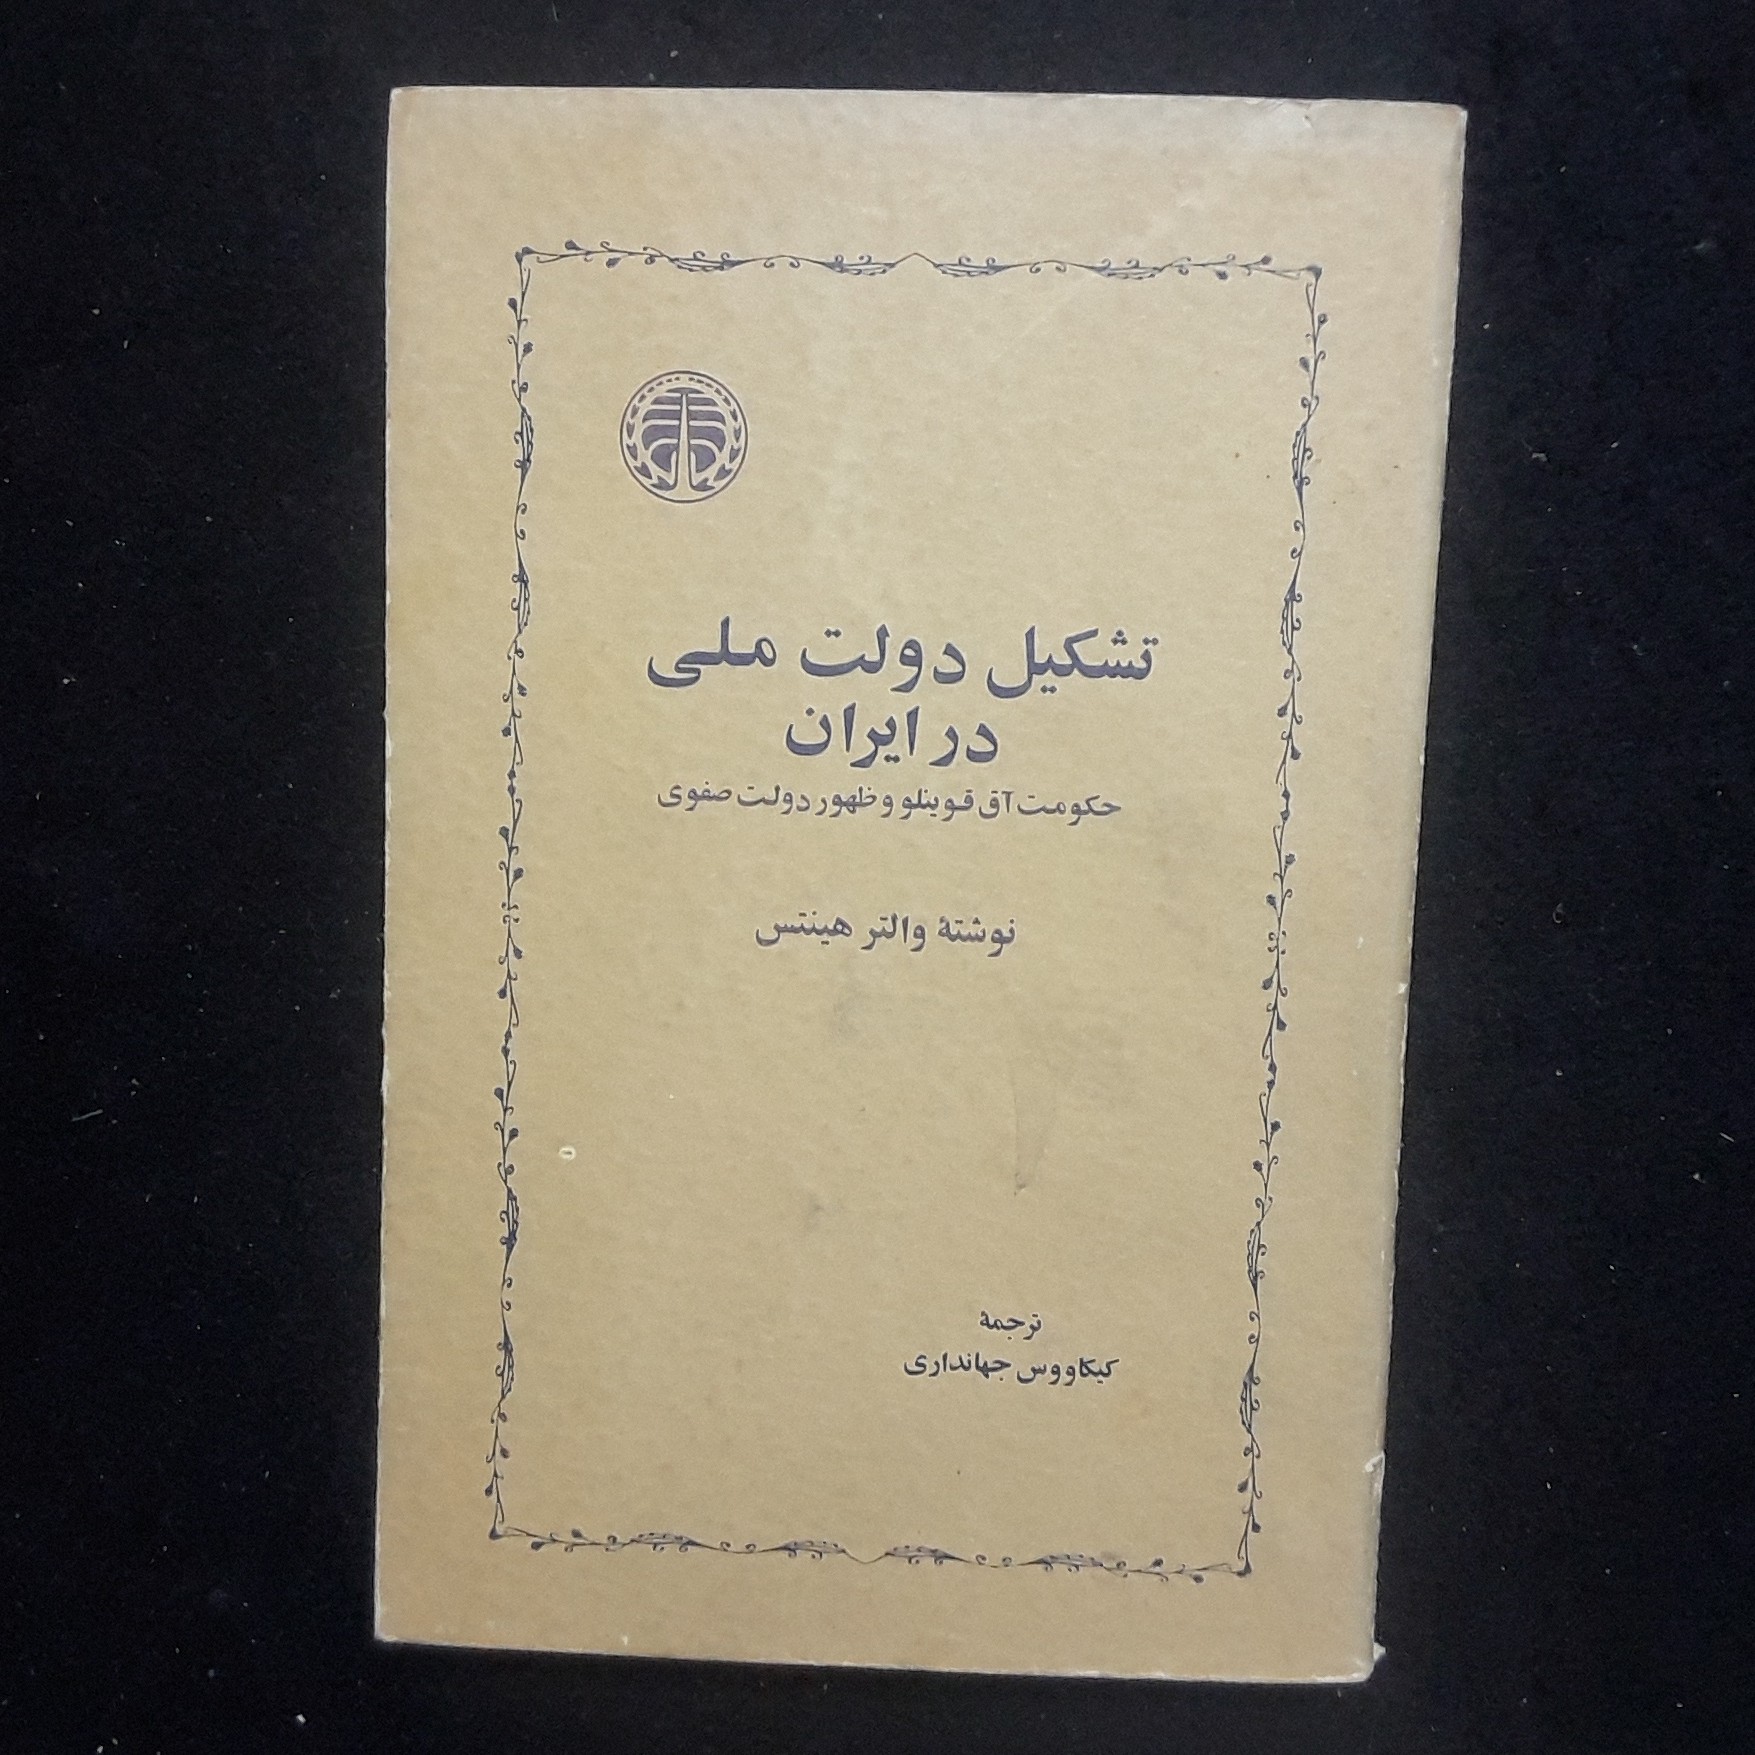 تشکیل دولت ملی
در ایران
حکومت آق قوینلو و ظهور دولت صفوی
نوشتهٔ والتر هینتس
ترجمهٔ
کیکاووس جهانداری